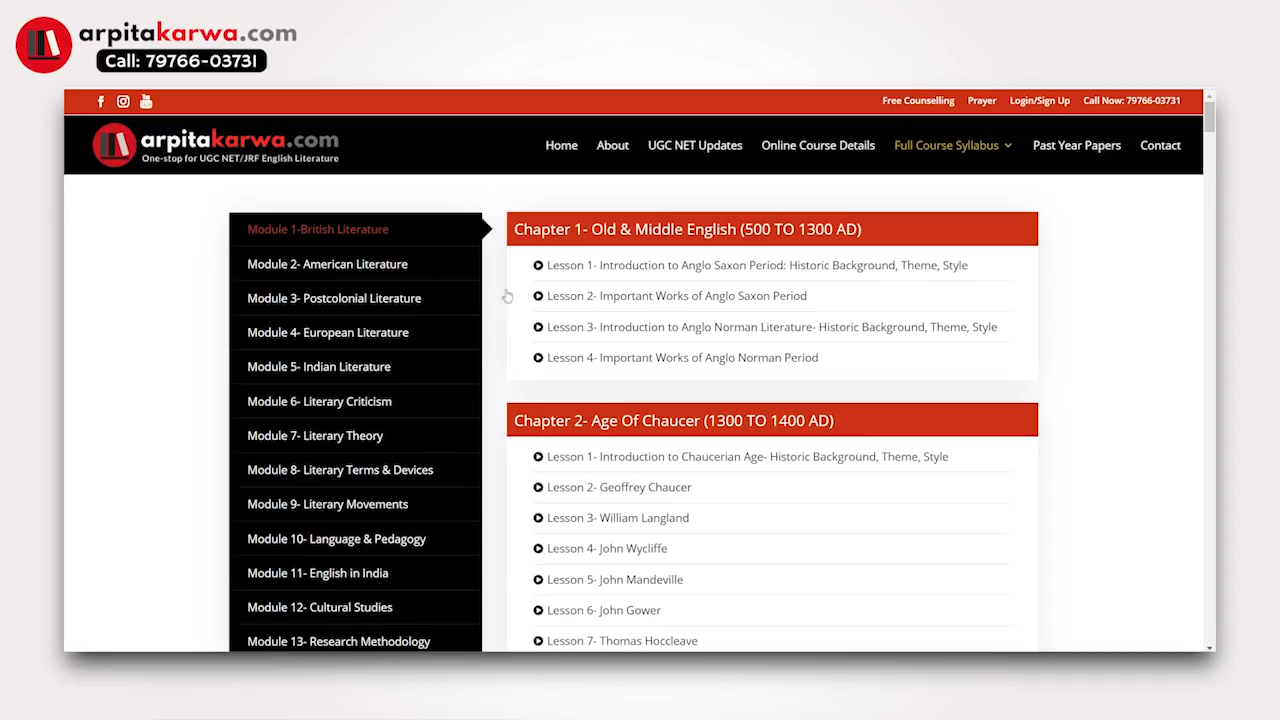 arpitakarwa.com
Call: 79766-03731
Free Counselling Prayer Login/Sign Up Call Now: 79766-03731
arpitakarwa.com
One-stop for UGC NET/JRF English Literature
Home About UGC NET Updates Online Course Details Full Course Syllabus Past Year Papers Contact
Module 1-British Literature
Module 2- American Literature
Module 3- Postcolonial Literature
Module 4- European Literature
Module 5- Indian Literature
Module 6- Literary Criticism
Module 7- Literary Theory
Module 8- Literary Terms & Devices
Module 9- Literary Movements
Module 10- Language & Pedagogy
Module 11- English in India
Module 12- Cultural Studies
Module 13- Research Methodology
Chapter 1- Old & Middle English (500 TO 1300 AD)
Lesson 1- Introduction to Anglo Saxon Period: Historic Background, Theme, Style
Lesson 2- Important Works of Anglo Saxon Period
Lesson 3- Introduction to Anglo Norman Literature- Historic Background, Theme, Style
Lesson 4- Important Works of Anglo Norman Period
Chapter 2- Age Of Chaucer (1300 TO 1400 AD)
Lesson 1- Introduction to Chaucerian Age- Historic Background, Theme, Style
Lesson 2- Geoffrey Chaucer
Lesson 3- William Langland
Lesson 4- John Wycliffe
Lesson 5- John Mandeville
Lesson 6- John Gower
Lesson 7- Thomas Hoccleave